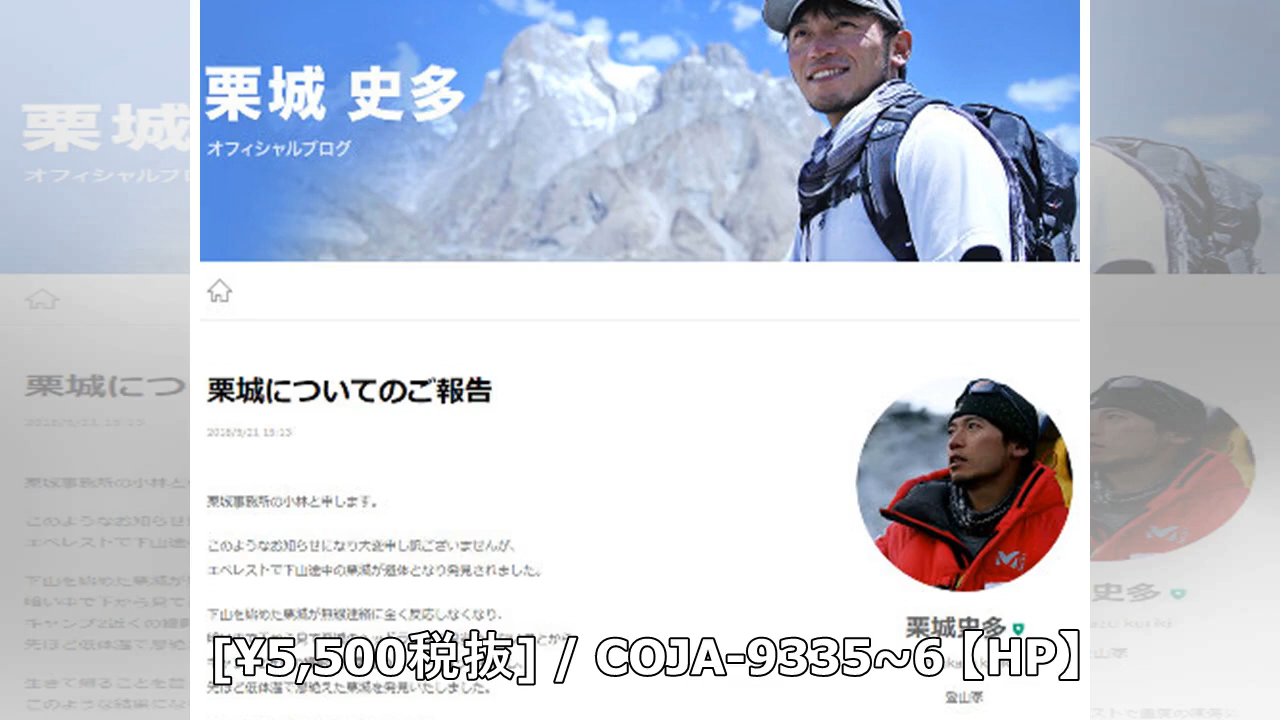 栗城 史多
オフィシャルブログ
栗城についてのご報告
2018/5/21 15:13
栗城事務所の小林と申します。
このようなお知らせになり大変申し訳ございませんが、
エベレストで下山途中の栗城が遺体となり発見されました。
下山を始めた栗城が無線連絡に全く反応しなくなり、
栗城史多
先ほど低体温で息絶えた栗城を発見いたしました。
登山家
[¥5,500税抜] / COJA-9335~6【HP】